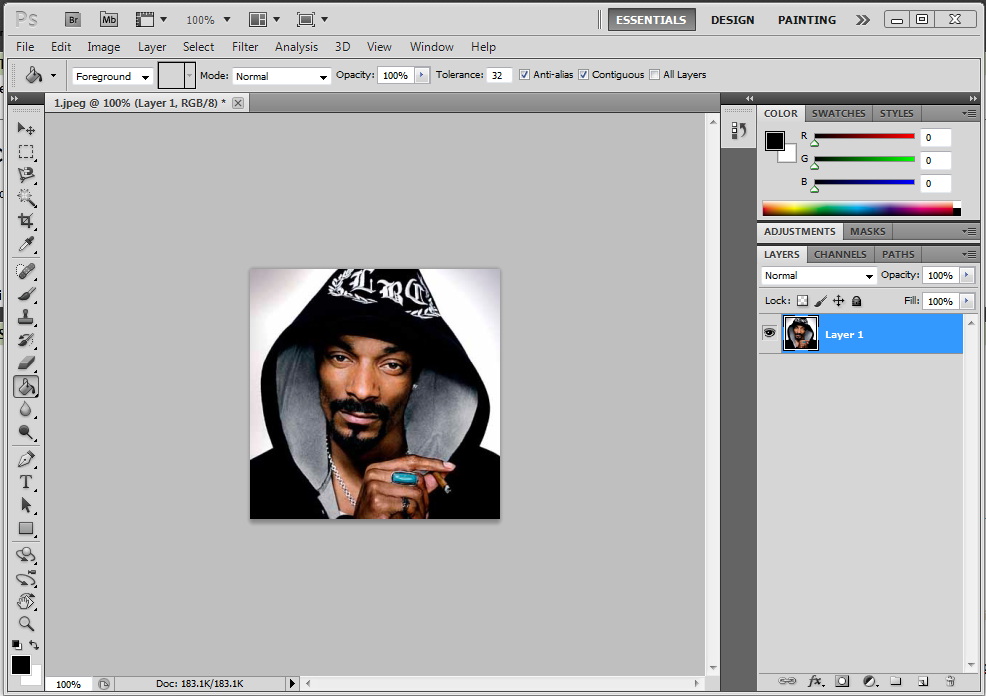 Ps Br Mb 100% ESSENTIALS DESIGN PAINTING
File Edit Image Layer Select Filter Analysis 3D View Window Help
Foreground Mode: Normal Opacity: 100% Tolerance: 32 Anti-alias Contiguous All Layers
1.jpeg @ 100% (Layer 1, RGB/8) *
COLOR SWATCHES STYLES
R 0
G 0
B 0
ADJUSTMENTS MASKS
LAYERS CHANNELS PATHS
Normal Opacity: 100%
Lock: Fill: 100%
Layer 1
LBC
T
100% Doc: 183.1K/183.1K
fx